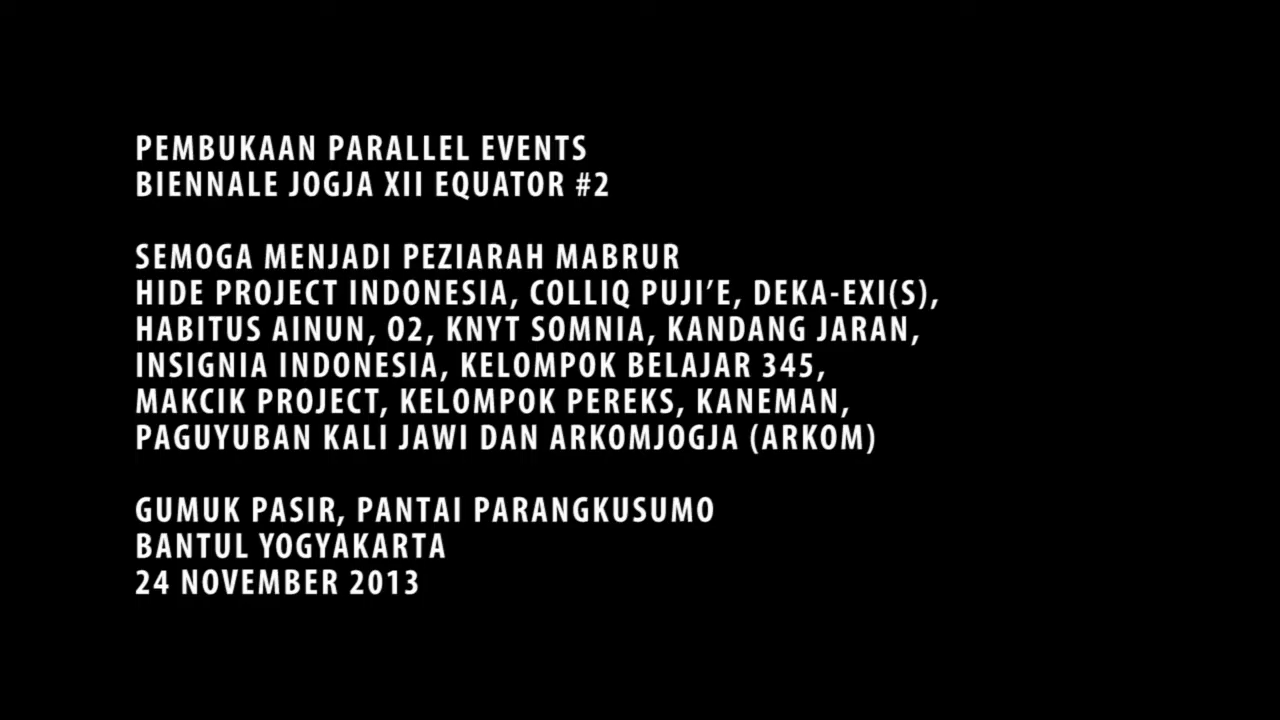 PEMBUKAAN PARALLEL EVENTS
BIENNALE JOGJA XII EQUATOR #2
SEMOGA MENJADI PEZIARAH MABRUR
HIDE PROJECT INDONESIA, COLLIQ PUJI'E, DEKA-EXI(S),
HABITUS AINUN, O2, KNYT SOMNIA, KANDANG JARAN,
INSIGNIA INDONESIA, KELOMPOK BELAJAR 345,
MAKCIK PROJECT, KELOMPOK PEREKS, KANEMAN,
PAGUYUBAN KALI JAWI DAN ARKOMJOGJA (ARKOM)
GUMUK PASIR, PANTAI PARANGKUSUMO
BANTUL YOGYAKARTA
24 NOVEMBER 2013